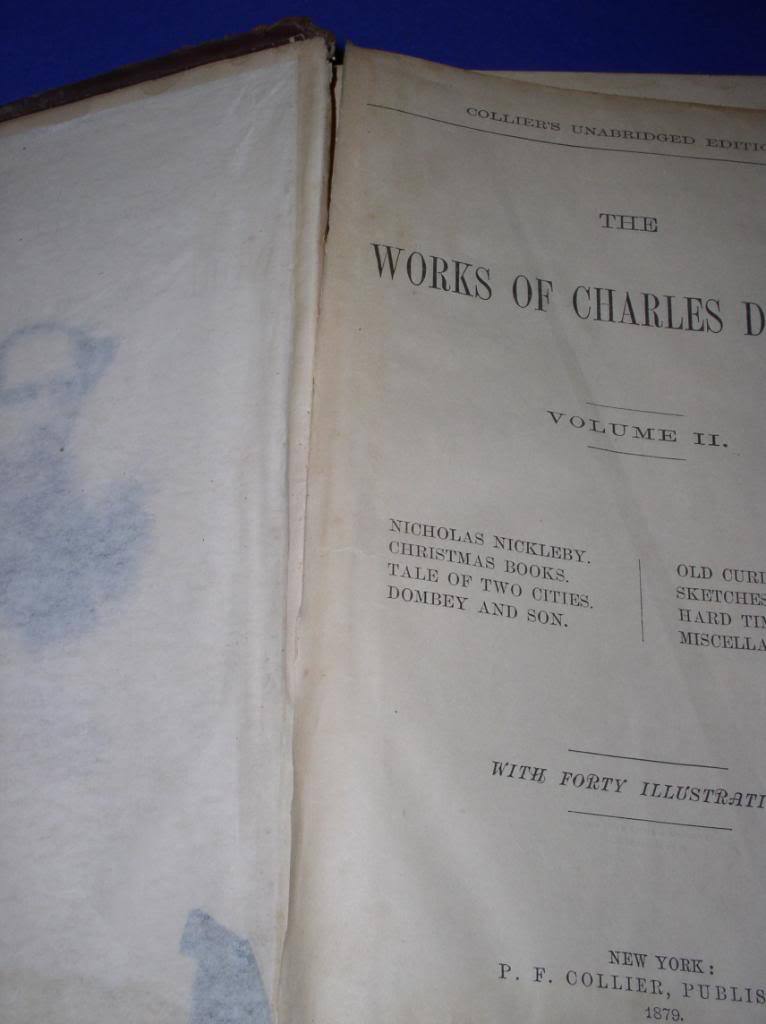 COLLIER'S UNABRIDGED EDITIO
THE
WORKS OF CHARLES D
VOLUME II.
NICHOLAS NICKLEBY.
CHRISTMAS BOOKS.
TALE OF TWO CITIES.
DOMBEY AND SON.
OLD CURI
SKETCHES
HARD TIM
MISCELLA
WITH FORTY ILLUSTRATI
NEW YORK:
P. F. COLLIER, PUBLIS
1879.